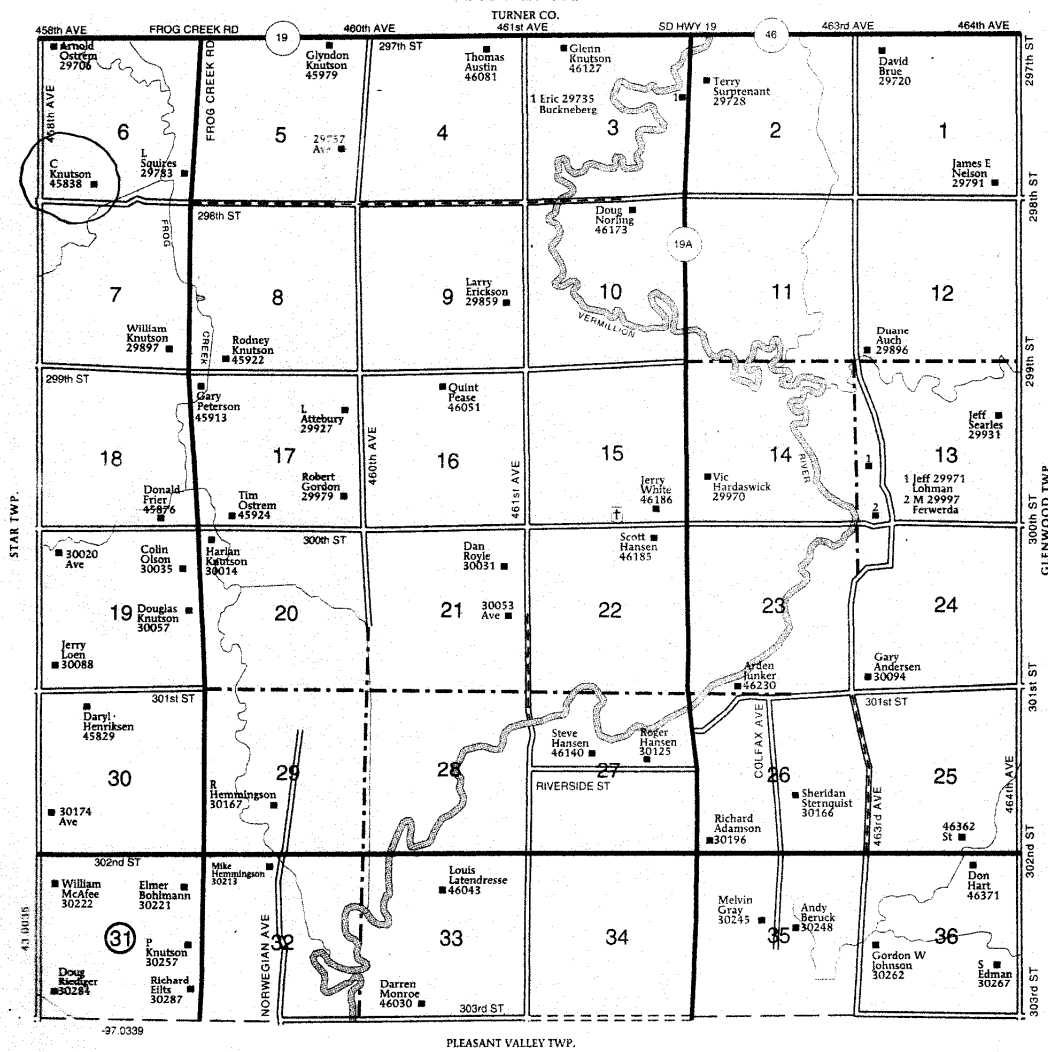 TURNER CO.
458th AVE
FROG CREEK RD
19
460th AVE
461st AVE
SD HWY 19
46
463rd AVE
464th AVE
297th ST
297th ST
Arnold
Ostrem
29706
458th AVE
FROG CREEK RD
Glyndon
Knutson
45979
Thomas
Austin
46081
Glenn
Knutson
46127
1 Eric 29735
Buckneberg
1
Terry
Surprenant
29728
David
Brue
29720
6
5
4
3
2
1
C
Knutson
45838
L
Squires
29783
29757
Ave
James E
Nelson
29791
298th ST
298th ST
FROG
Doug
Norling
46173
19A
7
8
9
Larry
Erickson
29859
10
11
12
VERMILLION
William
Knutson
29897
CREEK
Rodney
Knutson
45922
Duane
Auch
29896
299th ST
299th ST
Gary
Peterson
45913
L
Attebury
29927
Quint
Pease
46051
Jeff
Searles
29931
18
17
460th AVE
16
461st AVE
15
14
RIVER
13
1
1 Jeff 29971
Lohman
2 M 29997
Ferwerda
2
Donald
Frier
45876
Tim
Ostrem
45924
Robert
Gordon
29979
Jerry
White
46186
Vic
Hardaswick
29970
STAR TWP.
GLENWOOD TWP.
300th ST
300th ST
30020
Ave
Colin
Olson
30035
Harlan
Knutson
30014
Dan
Royle
30031
Scott
Hansen
46185
19
Douglas
Knutson
30057
20
21
30053
Ave
22
23
24
Jerry
Loen
30088
Arden
Junker
46230
Gary
Andersen
30094
301st ST
301st ST
301st ST
Daryl
Henriksen
45829
Steve
Hansen
46140
Roger
Hansen
30125
COLFAX AVE
30
29
28
27
26
25
RIVERSIDE ST
463rd AVE
464th AVE
R
Hemmingson
30167
30174
Ave
Sheridan
Sternquist
30166
Richard
Adamson
30196
46362
St
302nd ST
302nd ST
William
McAfee
30222
Elmer
Bohlmann
30221
Mike
Hemmingson
30213
Louis
Latendresse
46043
Don
Hart
46371
Melvin
Gray
30245
Andy
Beruck
30248
31
P
Knutson
30257
32
33
34
35
36
Gordon W
Johnson
30262
S
Edman
30267
Doug
Riediger
30284
Richard
Eilts
30287
NORWEGIAN AVE
Darren
Monroe
46030
303rd ST
303rd ST
-97.0339
PLEASANT VALLEY TWP.